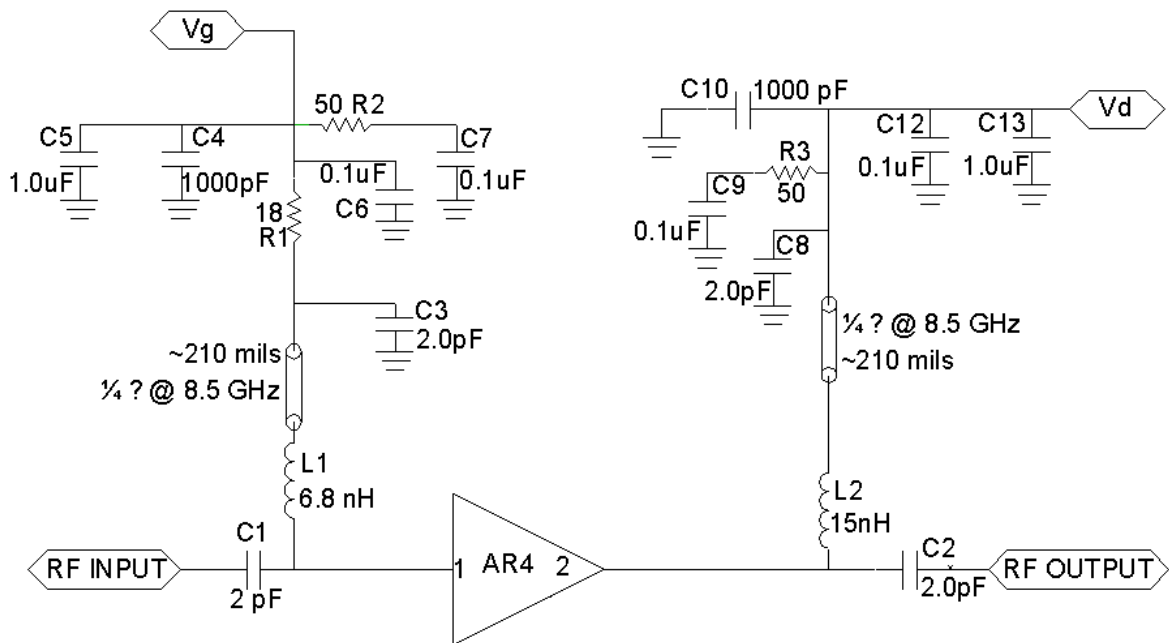 Vg
50 R2
C5
C4
C7
1.0uF
1000pF
0.1uF
0.1uF
C6
18
R1
C3
2.0pF
~210 mils
¼ ? @ 8.5 GHz
L1
6.8 nH
C1
RF INPUT
2 pF
1 AR4 2
C10
1000 pF
Vd
C12
C13
0.1uF
1.0uF
R3
50
C9
0.1uF
C8
2.0pF
¼ ? @ 8.5 GHz
~210 mils
L2
15nH
C2
2.0pF
RF OUTPUT